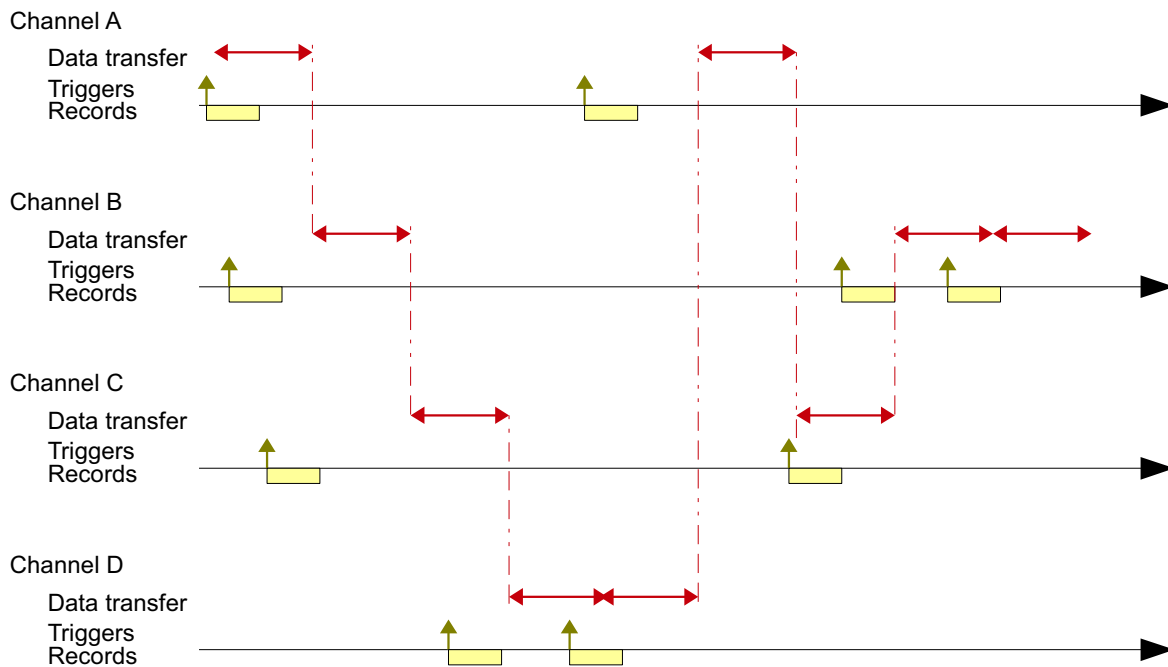 Channel A
Data transfer
Triggers
Records
Channel B
Data transfer
Triggers
Records
Channel C
Data transfer
Triggers
Records
Channel D
Data transfer
Triggers
Records